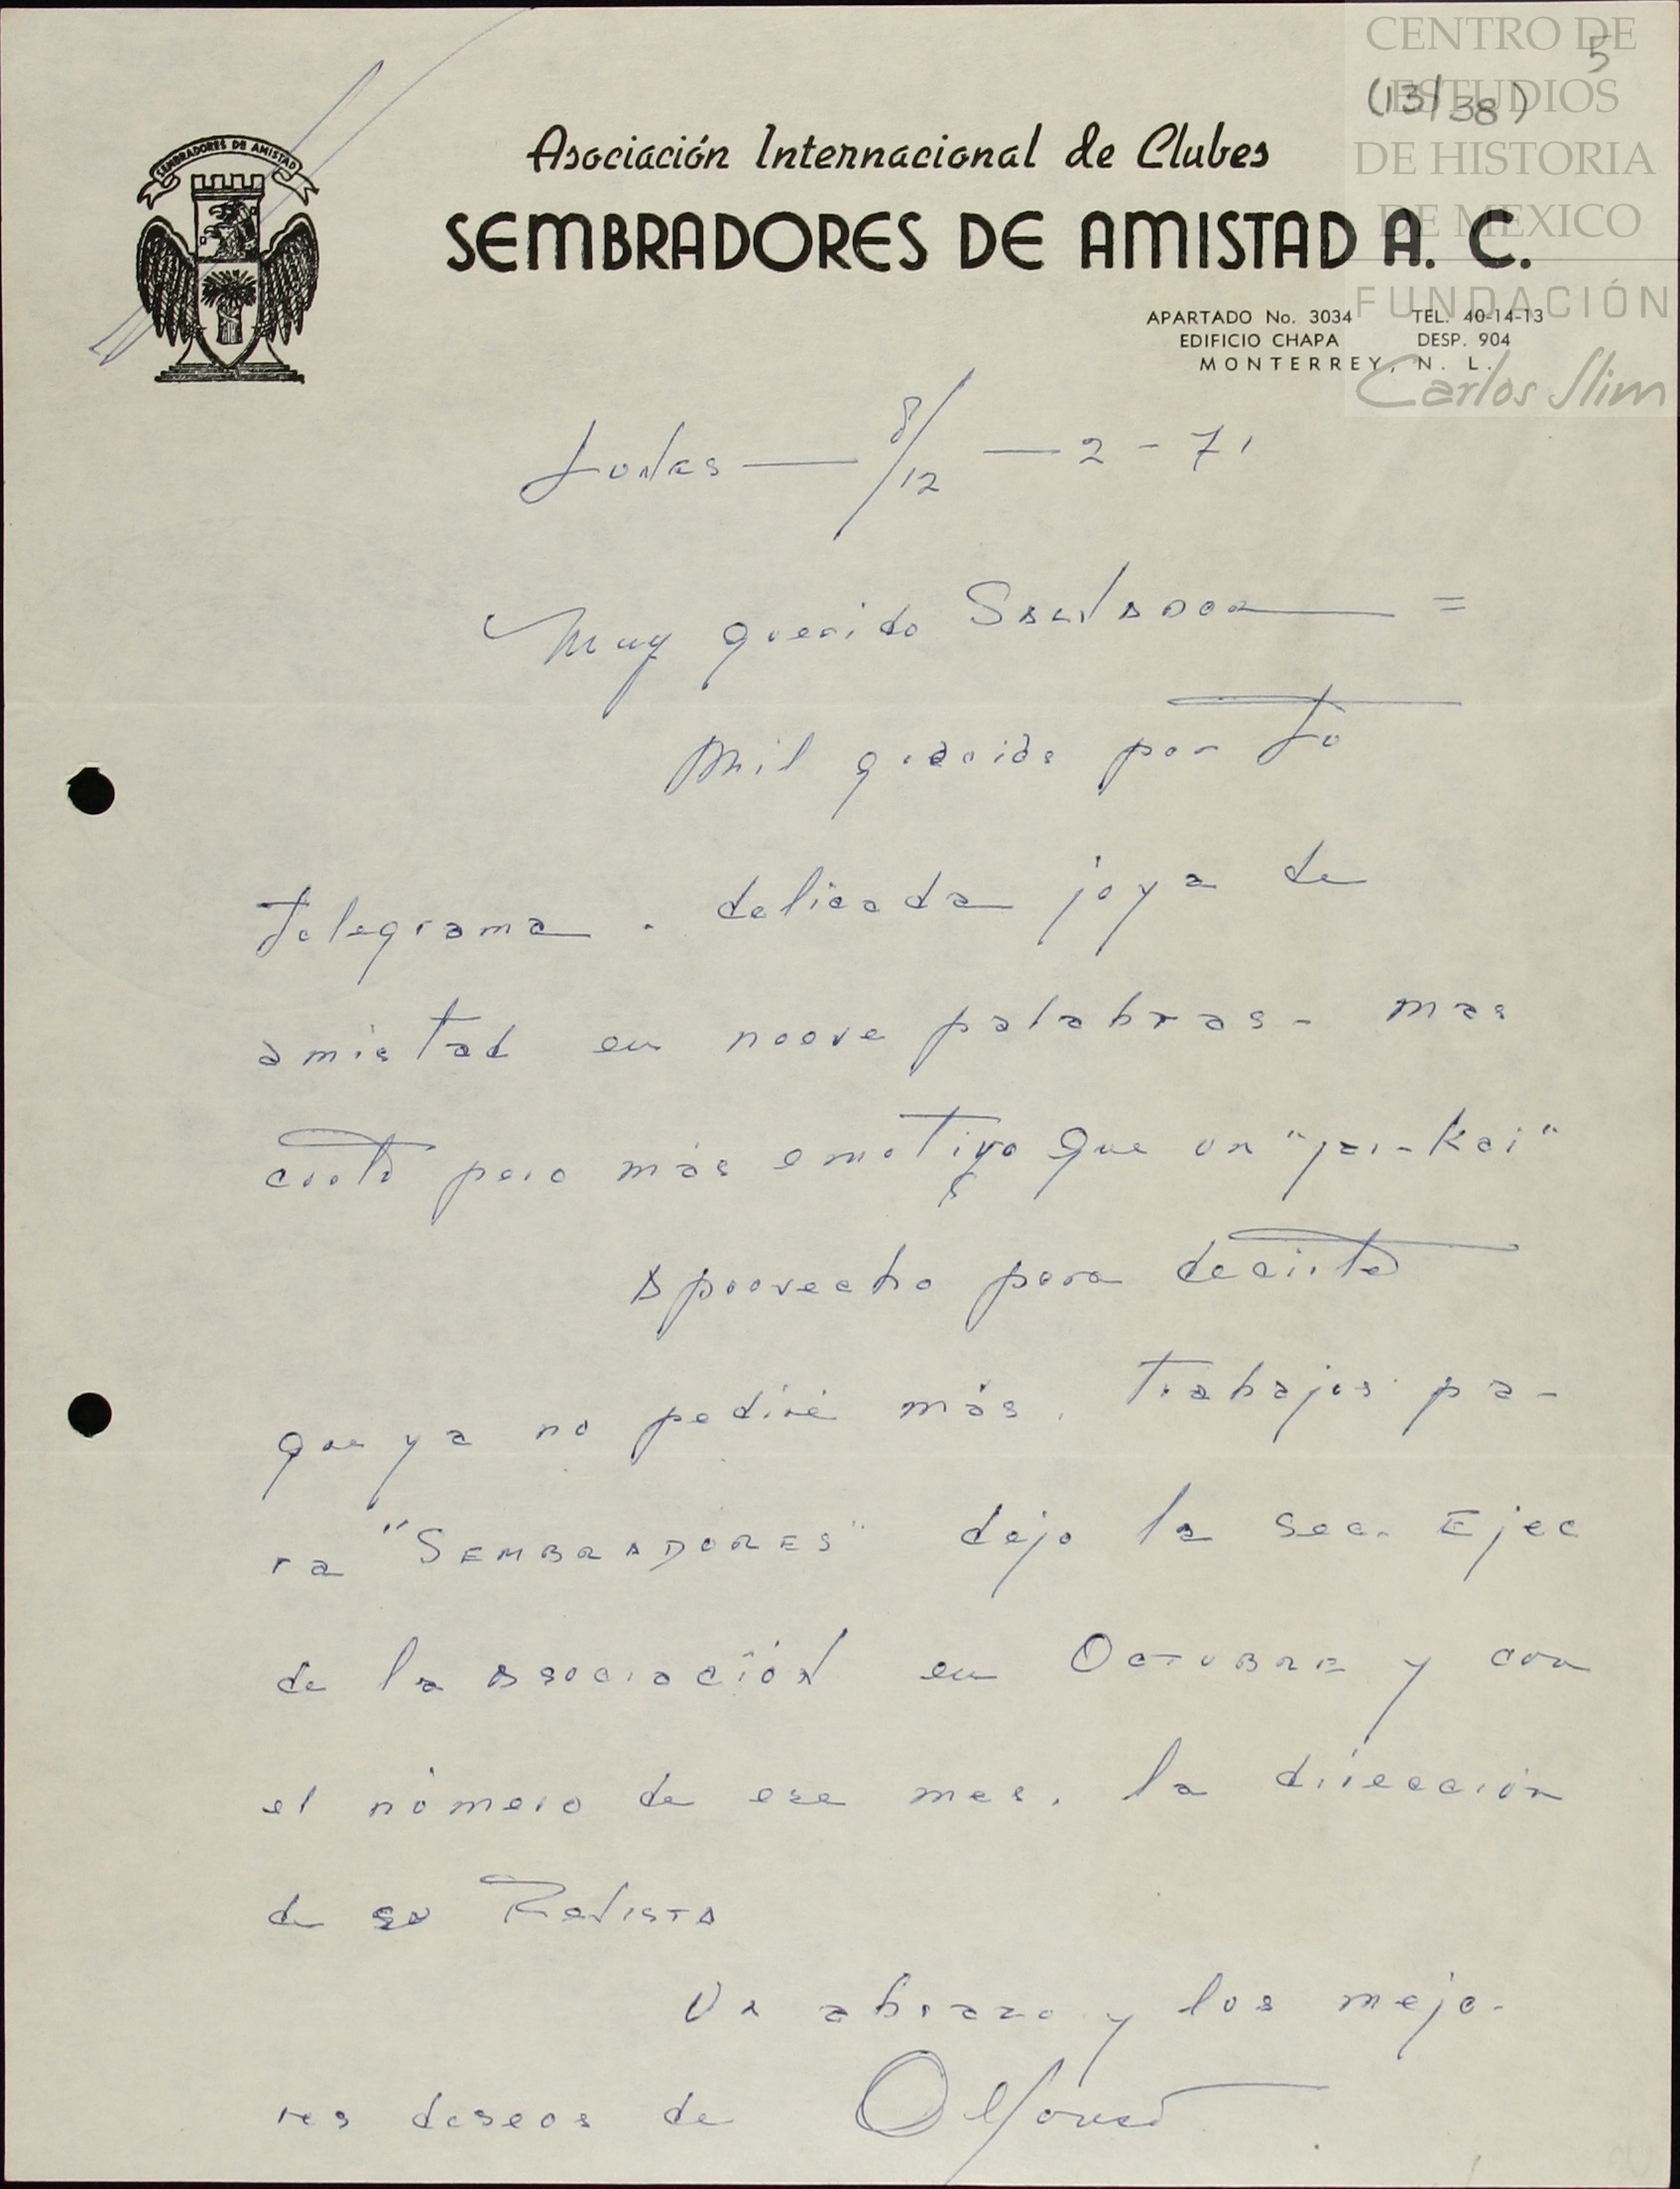 CENTRO DE
ESTUDIOS
DE HISTORIA
DE MEXICO
FUNDACIÓN
Carlos Slim
5
(13/38)
SEMBRADORES DE AMISTAD
Asociación Internacional de Clubes
SEMBRADORES DE AMISTAD A. C.
APARTADO No. 3034 TEL. 40-14-13
EDIFICIO CHAPA DESP. 904
MONTERREY, N. L.
Lunes — 8/12 — 2 - 71
Muy querido Salvador =
Mil gracias por tu
telegrama. delicada joya de
amistad en nueve palabras - mas
corto pero más emotivo que un "jai-kai"
Aprovecho para decirte
que ya no pediré más trabajos pa-
ra "SEMBRADORES" dejo la Sec. Ejec
de la Asociación en OCTUBRE y con
el número de ese mes, la dirección
de su Revista
Un abrazo y los mejo-
res deseos de Alfonso